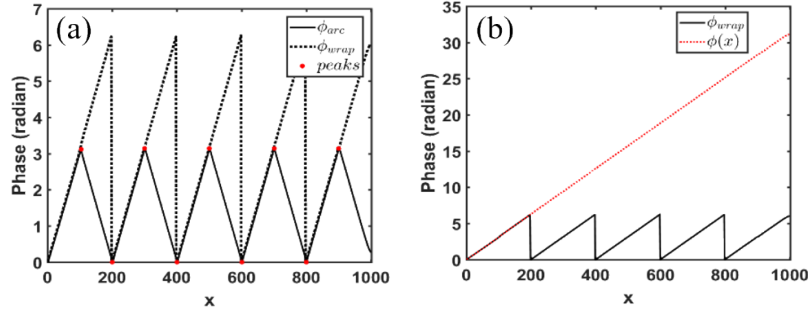 (a)
ϕarc
ϕwrap
peaks
7
6
5
4
3
2
1
0
Phase (radian)
0 200 400 600 800 1000
x
(b)
ϕwrap
ϕ(x)
35
30
25
20
15
10
5
0
Phase (radian)
0 200 400 600 800 1000
x